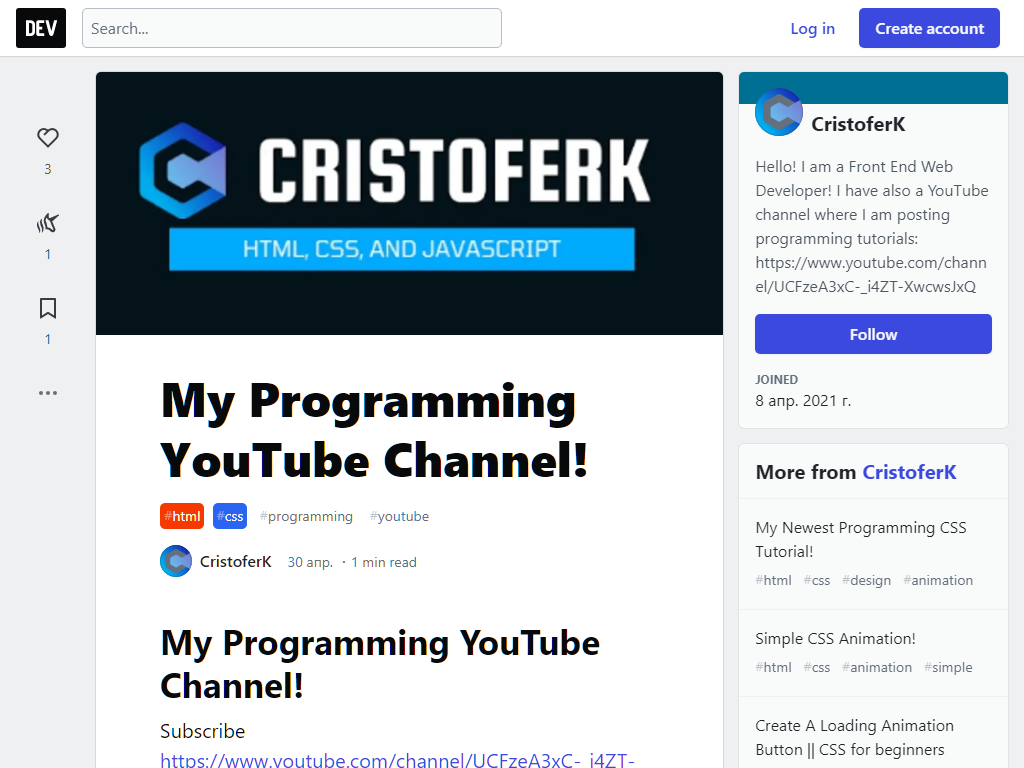 DEV
Search...
Log in
Create account
3
1
1
CRISTOFERK
HTML, CSS, AND JAVASCRIPT
My Programming
YouTube Channel!
#html #css #programming #youtube
CristoferK 30 апр. · 1 min read
My Programming YouTube
Channel!
Subscribe
https://www.youtube.com/channel/UCFzeA3xC-_i4ZT-
CristoferK
Hello! I am a Front End Web
Developer! I have also a YouTube
channel where I am posting
programming tutorials:
https://www.youtube.com/chann
el/UCFzeA3xC-_i4ZT-XwcwsJxQ
Follow
JOINED
8 апр. 2021 г.
More from CristoferK
My Newest Programming CSS
Tutorial!
#html #css #design #animation
Simple CSS Animation!
#html #css #animation #simple
Create A Loading Animation
Button || CSS for beginners